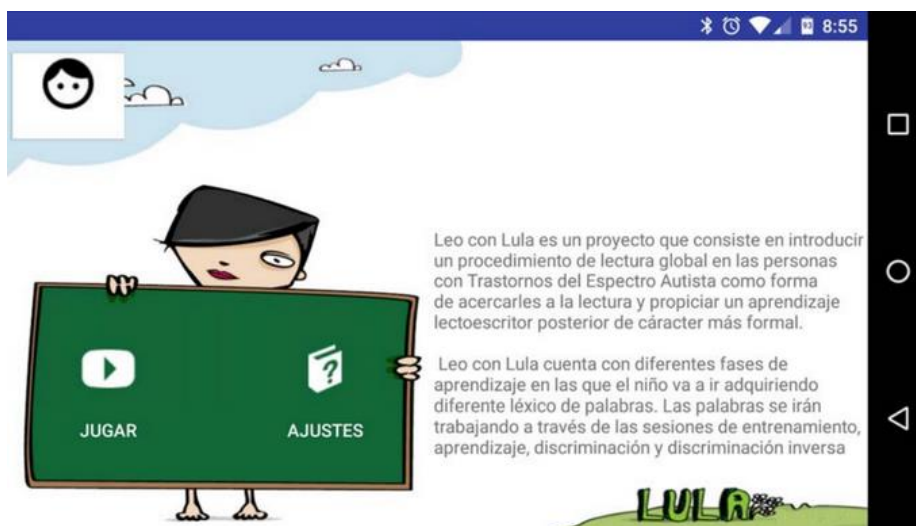 8:55
Leo con Lula es un proyecto que consiste en introducir
un procedimiento de lectura global en las personas
con Trastornos del Espectro Autista como forma
de acercarles a la lectura y propiciar un aprendizaje
lectoescritor posterior de cáracter más formal.
Leo con Lula cuenta con diferentes fases de
aprendizaje en las que el niño va a ir adquiriendo
diferente léxico de palabras. Las palabras se irán
trabajando a través de las sesiones de entrenamiento,
aprendizaje, discriminación y discriminación inversa
?
JUGAR
AJUSTES
LULA